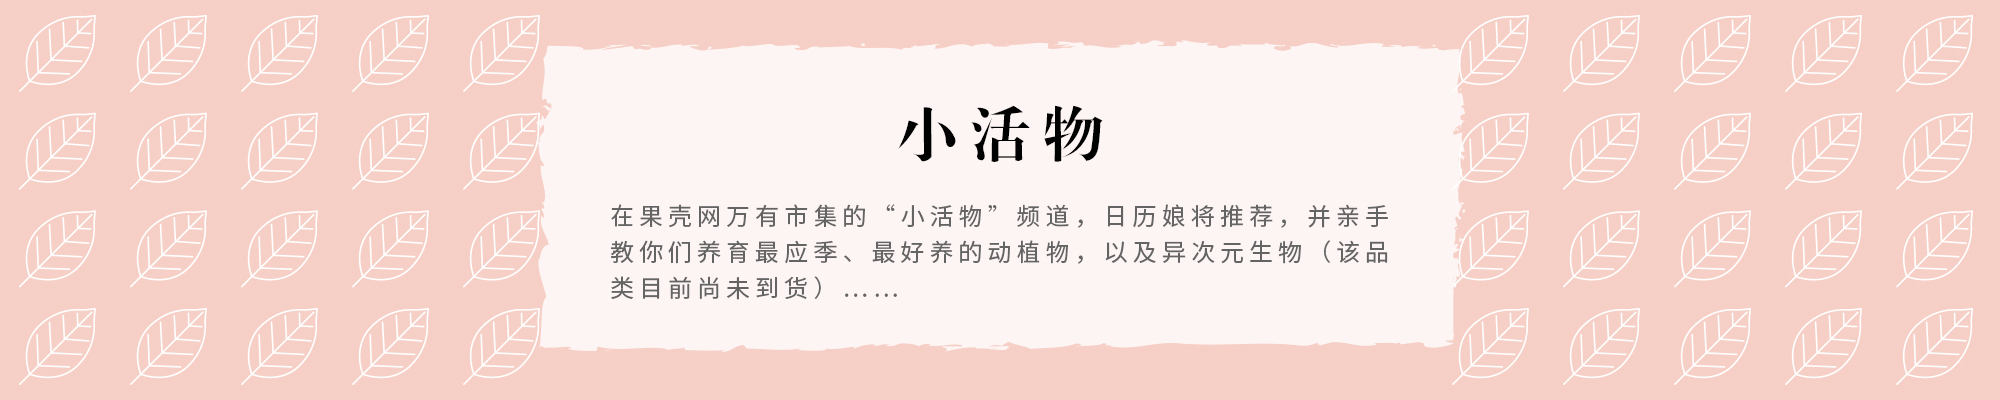 小活物
在果壳网万有市集的“小活物”频道，日历娘将推荐，并亲手
教你们养育最应季、最好养的动植物，以及异次元生物（该品
类目前尚未到货）……